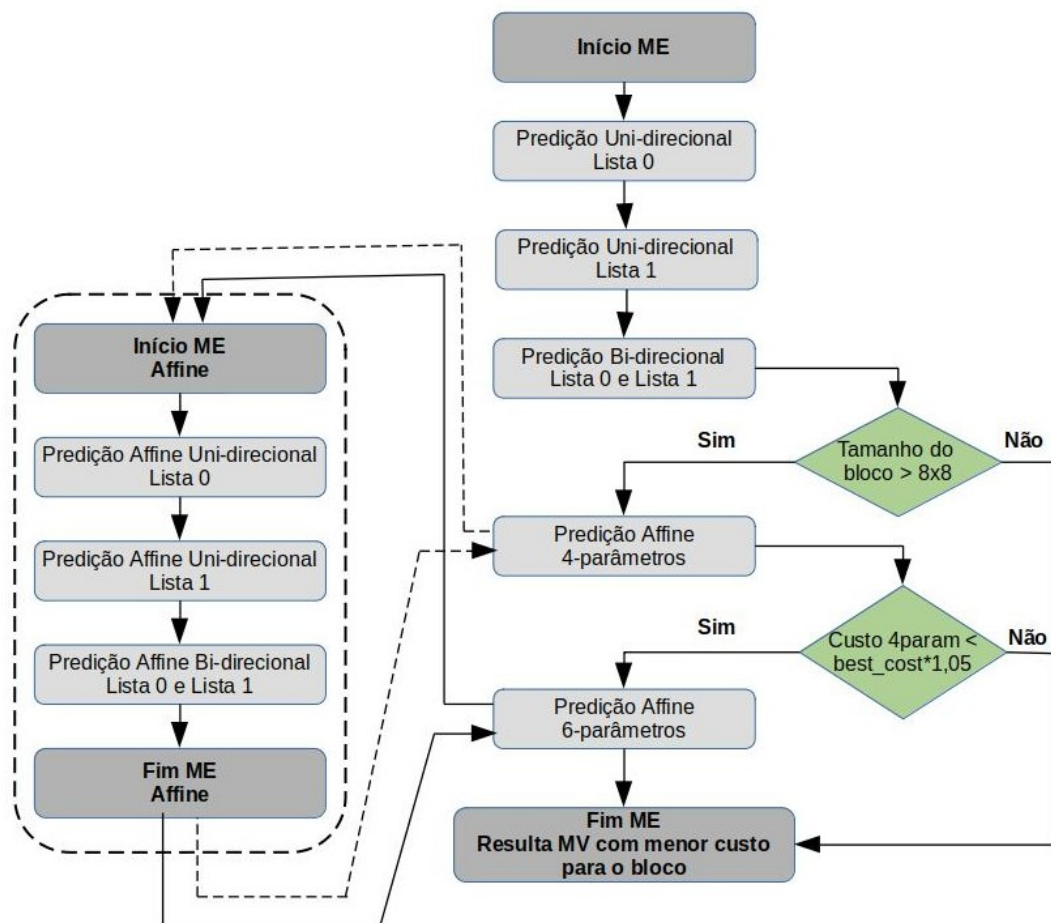 Início ME
Predição Uni-direcional
Lista 0
Predição Uni-direcional
Lista 1
Predição Bi-direcional
Lista 0 e Lista 1
Tamanho do
bloco > 8x8
Sim
Não
Predição Affine
4-parâmetros
Custo 4param <
best_cost*1,05
Sim
Não
Predição Affine
6-parâmetros
Fim ME
Resulta MV com menor custo
para o bloco
Início ME
Affine
Predição Affine Uni-direcional
Lista 0
Predição Affine Uni-direcional
Lista 1
Predição Affine Bi-direcional
Lista 0 e Lista 1
Fim ME
Affine